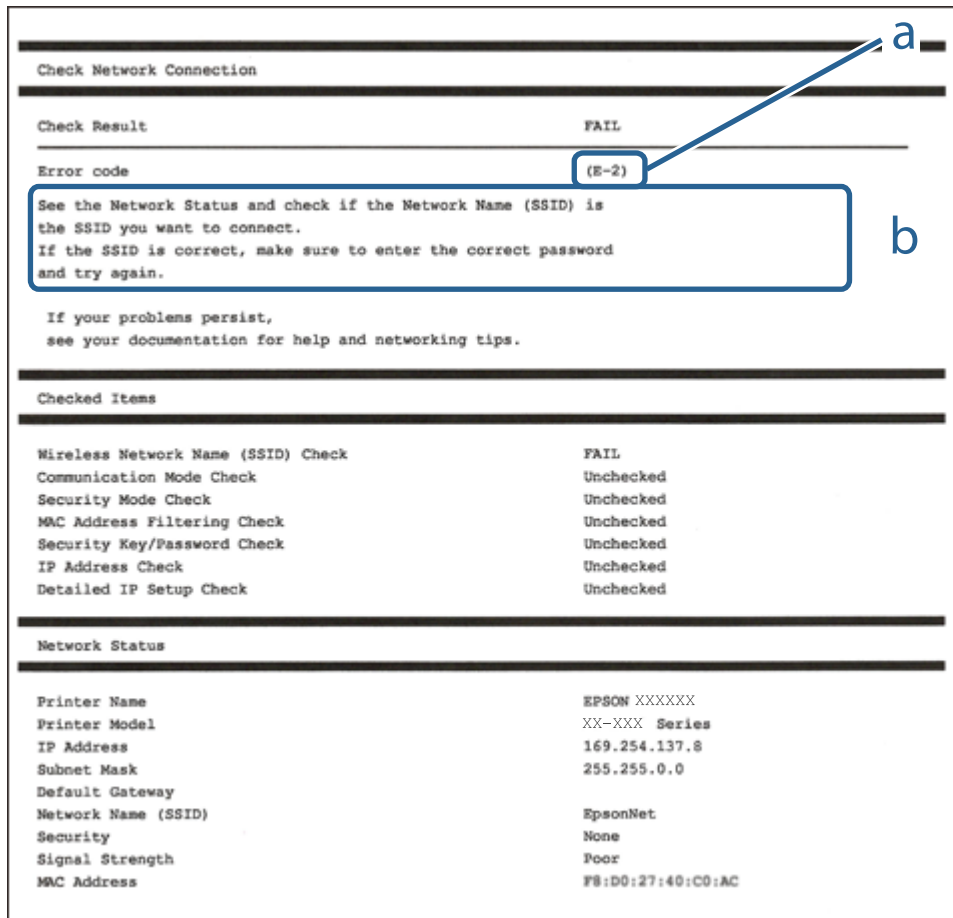 a
Check Network Connection
Check Result FAIL
Error code (E-2)
See the Network Status and check if the Network Name (SSID) is
the SSID you want to connect.
If the SSID is correct, make sure to enter the correct password
and try again.
b
If your problems persist,
see your documentation for help and networking tips.
Checked Items
Wireless Network Name (SSID) Check FAIL
Communication Mode Check Unchecked
Security Mode Check Unchecked
MAC Address Filtering Check Unchecked
Security Key/Password Check Unchecked
IP Address Check Unchecked
Detailed IP Setup Check Unchecked
Network Status
Printer Name EPSON XXXXXX
Printer Model XX-XXX Series
IP Address 169.254.137.8
Subnet Mask 255.255.0.0
Default Gateway
Network Name (SSID) EpsonNet
Security None
Signal Strength Poor
MAC Address F8:D0:27:40:C0:AC